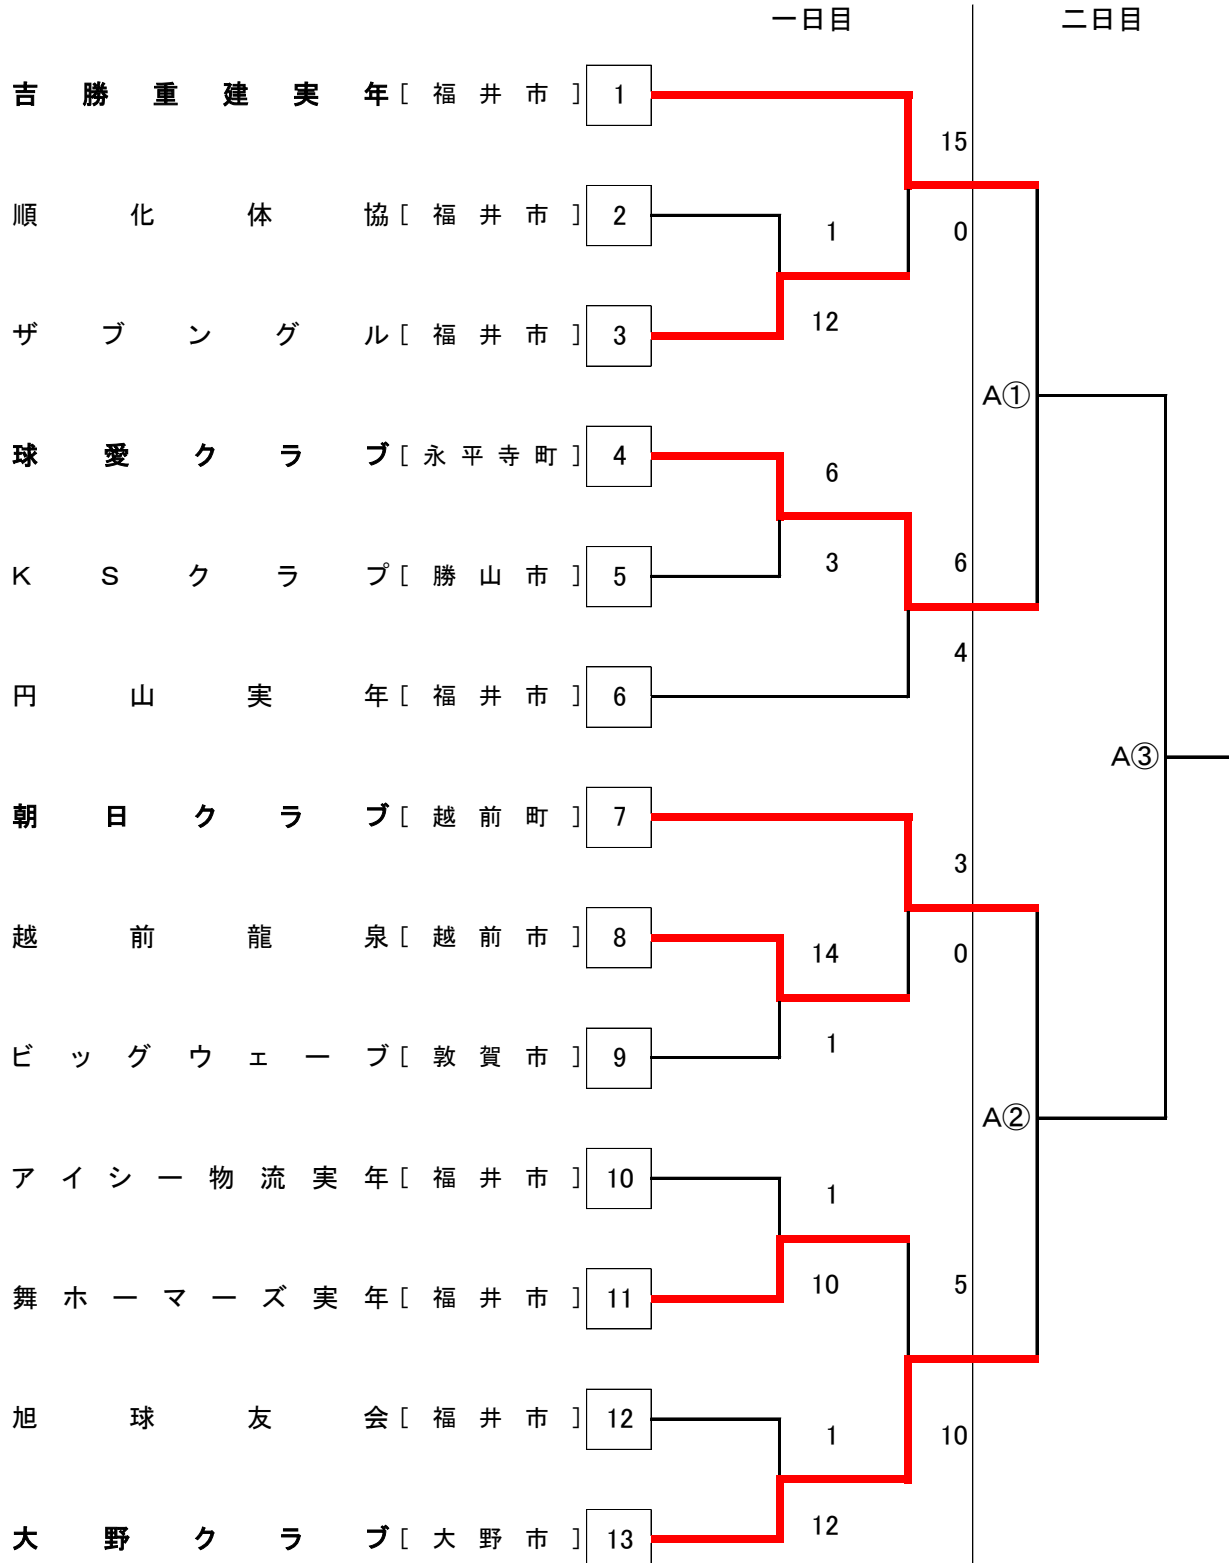 一日目 二日目
吉勝重建実年 [ 福井市 ] 1
15
順化体協 [ 福井市 ] 2
1 0
ザブングル [ 福井市 ] 3
12
A①
球愛クラブ [ 永平寺町 ] 4
6
KSクラブ [ 勝山市 ] 5
3 6
4
円山実年 [ 福井市 ] 6
A③
朝日クラブ [ 越前町 ] 7
3
越前龍泉 [ 越前市 ] 8
14 0
ビッグウェーブ [ 敦賀市 ] 9
1
A②
アイシー物流実年 [ 福井市 ] 10
1
舞ホーマーズ実年 [ 福井市 ] 11
10 5
旭球友会 [ 福井市 ] 12
1 10
大野クラブ [ 大野市 ] 13
12